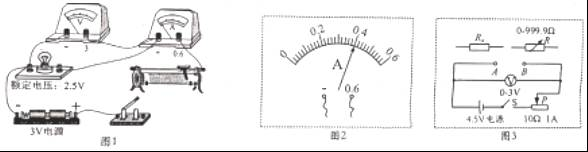 V
A
-
3
-
0.6
额定电压：2.5V
-
+
3V电源
图1
0
0.2
0.4
0.6
A
-
0.6
图2
0-999.9Ω
Rx
R
A
B
V
0-3V
S
P
4.5V电源
10Ω 1A
图3